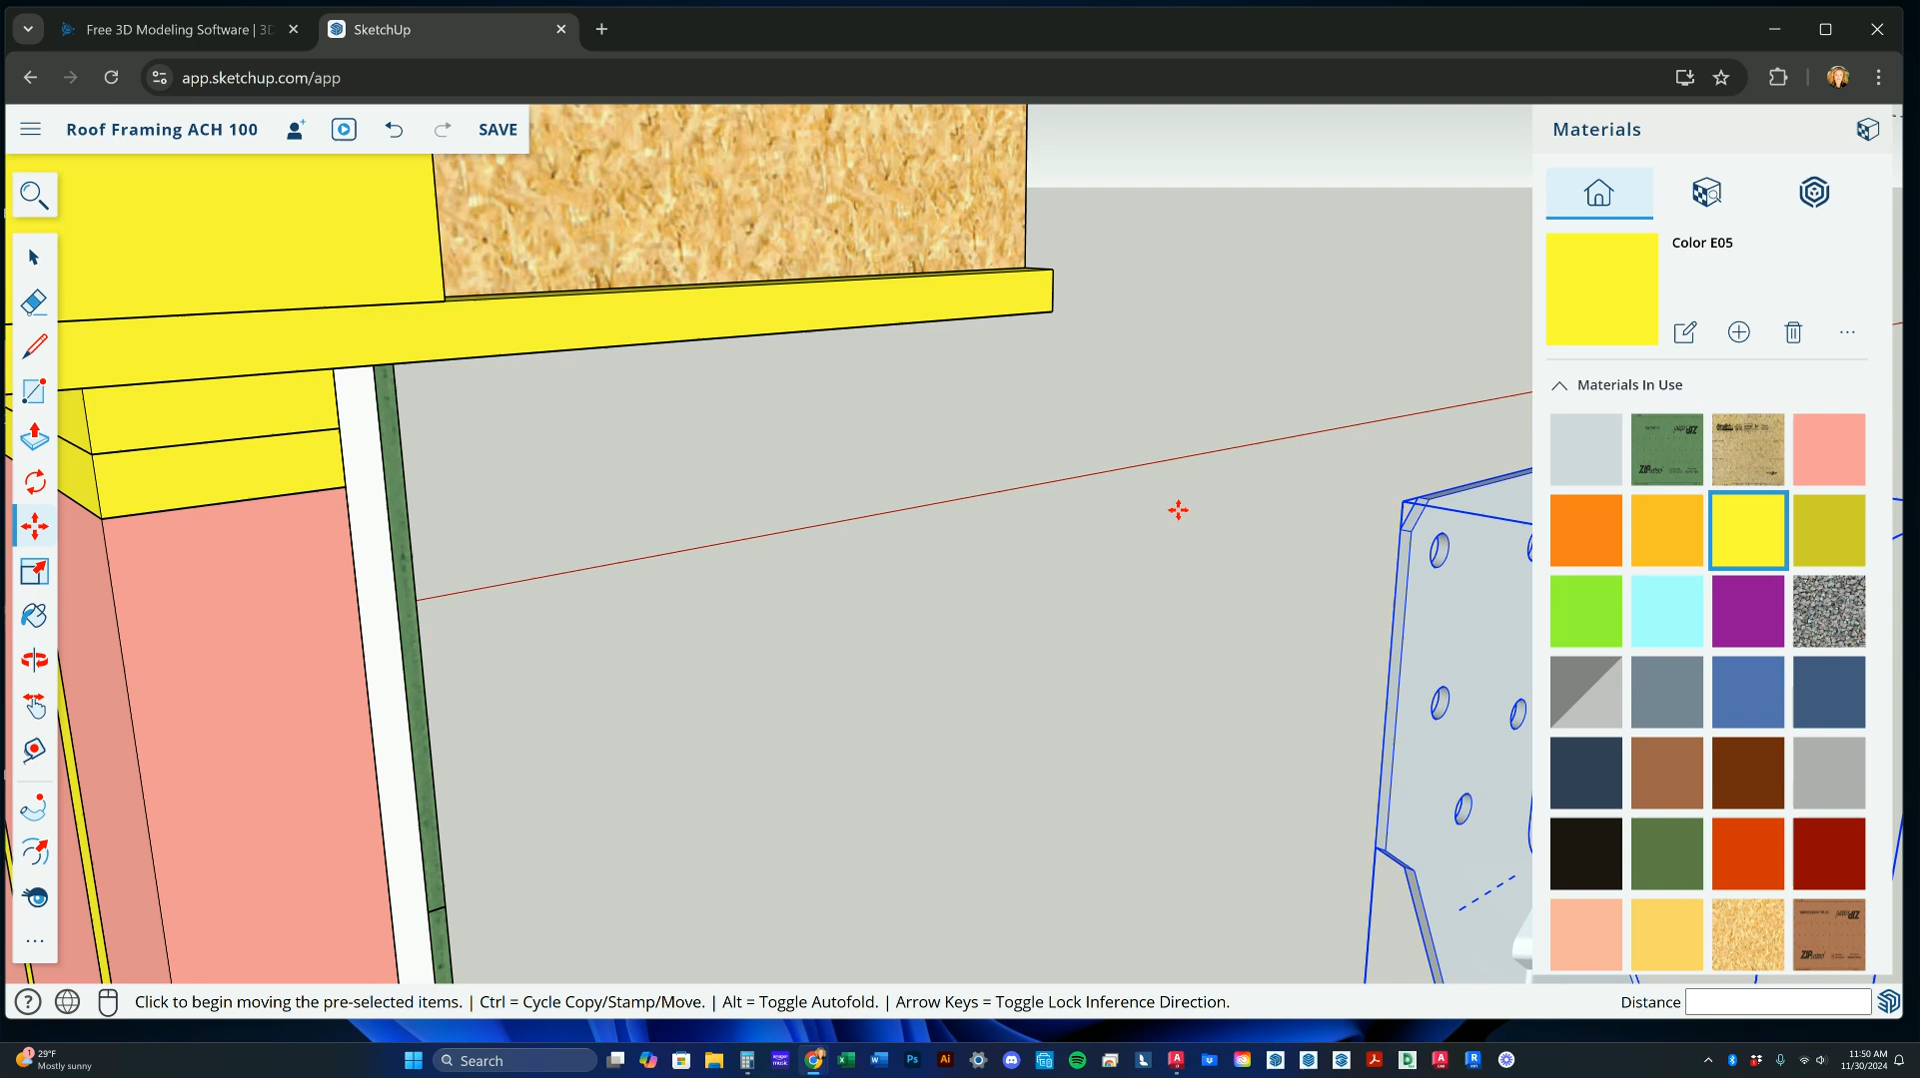 Free 3D Modeling Software | 3D
SketchUp
app.sketchup.com/app
Roof Framing ACH 100
SAVE
Materials
Color E05
Materials In Use
Click to begin moving the pre-selected items. | Ctrl = Cycle Copy/Stamp/Move. | Alt = Toggle Autofold. | Arrow Keys = Toggle Lock Inference Direction.
Distance
29°F
Mostly sunny
Search
11:50 AM
11/30/2024